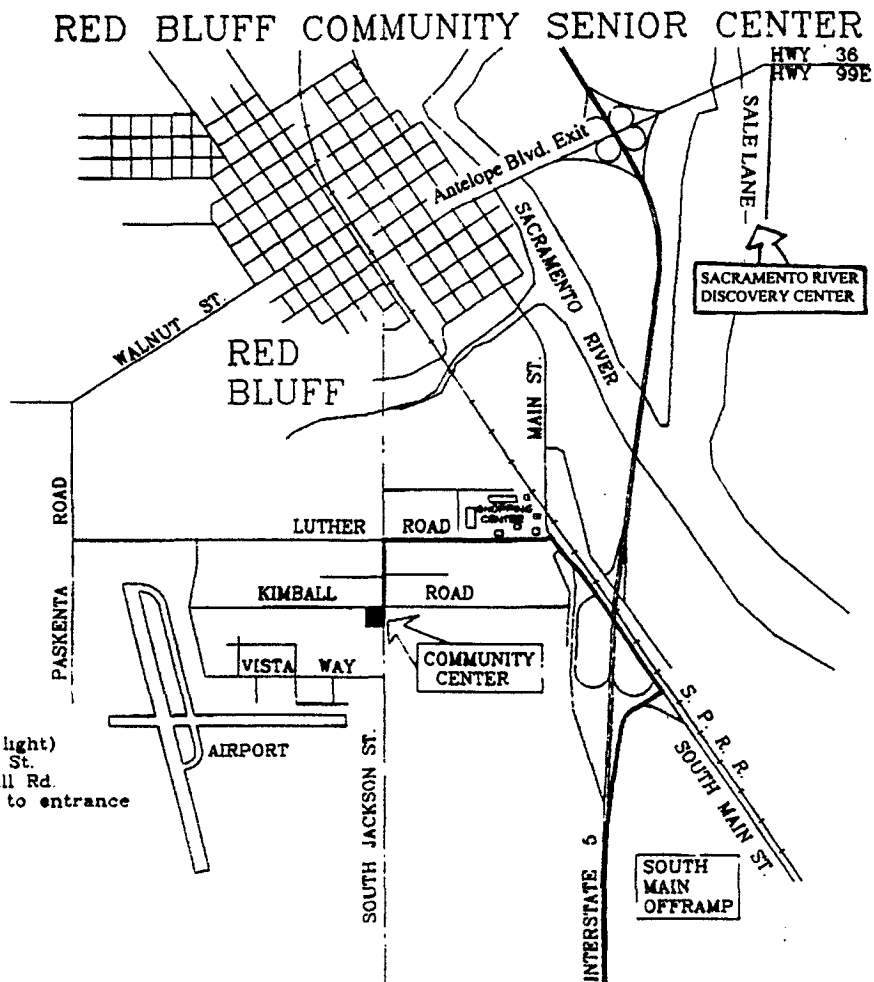 RED BLUFF COMMUNITY SENIOR CENTER
HWY 36
HWY 99E
SALE LANE
Antelope Blvd. Exit
SACRAMENTO RIVER
SACRAMENTO RIVER
DISCOVERY CENTER
WALNUT ST.
RED
BLUFF
MAIN ST.
PASKENTA ROAD
SHOPPING
CENTER
LUTHER ROAD
KIMBALL ROAD
COMMUNITY
CENTER
VISTA WAY
AIRPORT
light)
St.
ll Rd.
to entrance
SOUTH JACKSON ST.
S. P. R. R.
SOUTH MAIN ST.
INTERSTATE 5
SOUTH
MAIN
OFFRAMP